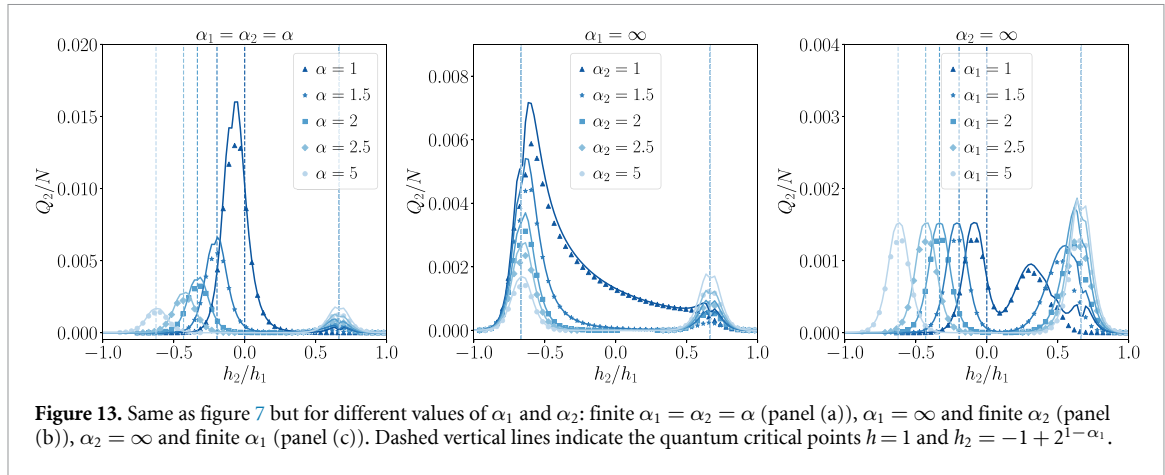 α₁ = α₂ = α
0.020
0.015
0.010
0.005
0.000
Q₂/N
α = 1
α = 1.5
α = 2
α = 2.5
α = 5
−1.0
−0.5
0.0
0.5
1.0
h₂/h₁
α₁ = ∞
0.008
0.006
0.004
0.002
0.000
Q₂/N
α₂ = 1
α₂ = 1.5
α₂ = 2
α₂ = 2.5
α₂ = 5
−1.0
−0.5
0.0
0.5
1.0
h₂/h₁
α₂ = ∞
0.004
0.003
0.002
0.001
0.000
Q₂/N
α₁ = 1
α₁ = 1.5
α₁ = 2
α₁ = 2.5
α₁ = 5
−1.0
−0.5
0.0
0.5
1.0
h₂/h₁
Figure 13. Same as figure 7 but for different values of α₁ and α₂: finite α₁ = α₂ = α (panel (a)), α₁ = ∞ and finite α₂ (panel
(b)), α₂ = ∞ and finite α₁ (panel (c)). Dashed vertical lines indicate the quantum critical points h = 1 and h₂ = −1 + 2^{1−α₁}.